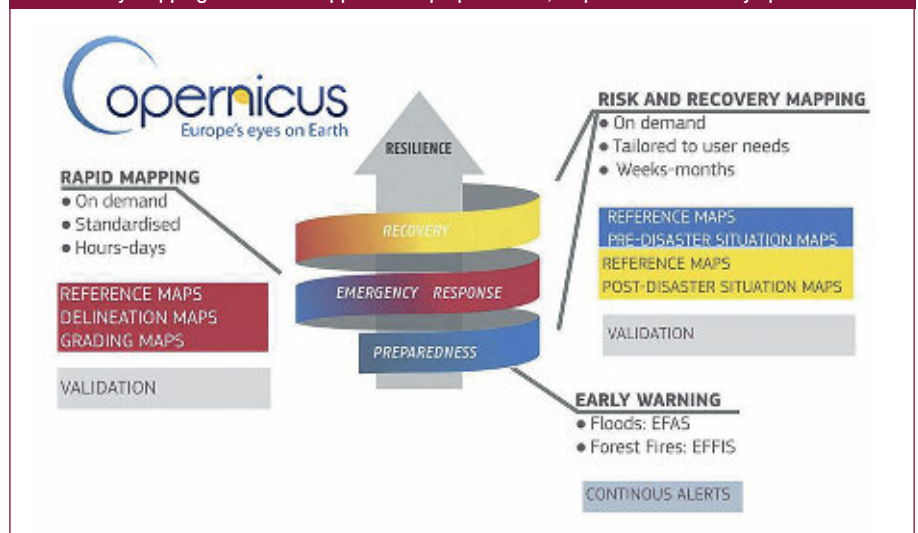 Copernicus
Europe's eyes on Earth
RESILIENCE
RECOVERY
EMERGENCY RESPONSE
PREPAREDNESS
RAPID MAPPING
● On demand
● Standardised
● Hours-days
REFERENCE MAPS
DELINEATION MAPS
GRADING MAPS
VALIDATION
RISK AND RECOVERY MAPPING
● On demand
● Tailored to user needs
● Weeks-months
REFERENCE MAPS
PRE-DISASTER SITUATION MAPS
REFERENCE MAPS
POST-DISASTER SITUATION MAPS
VALIDATION
EARLY WARNING
● Floods: EFAS
● Forest Fires: EFFIS
CONTINOUS ALERTS